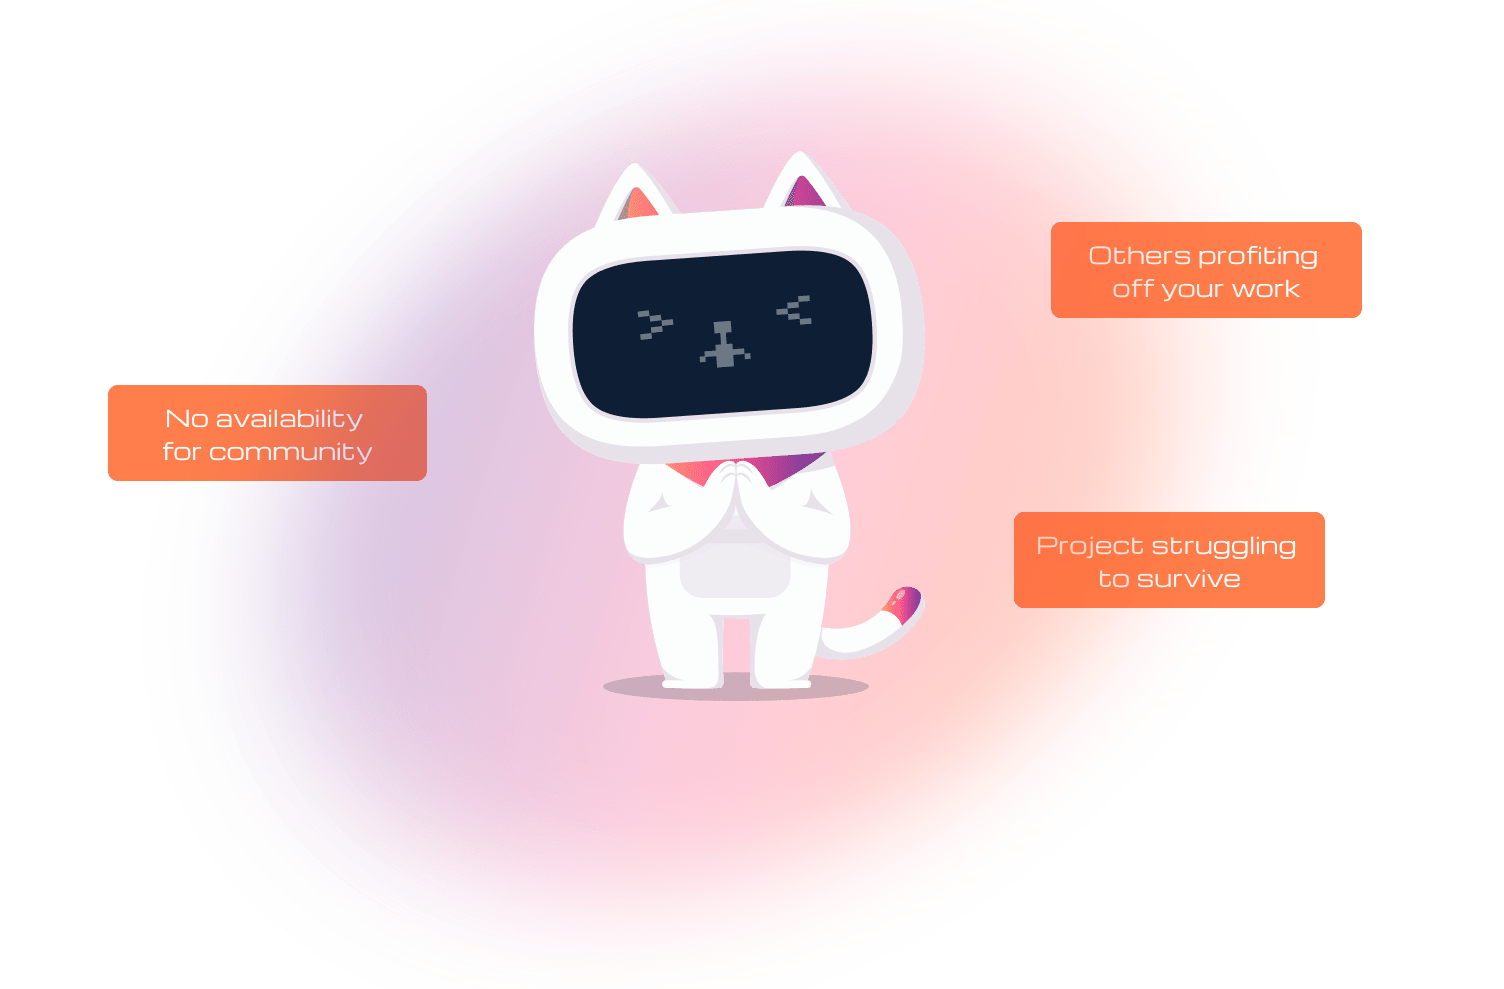 Others profiting
off your work
No availability
for community
Project struggling
to survive